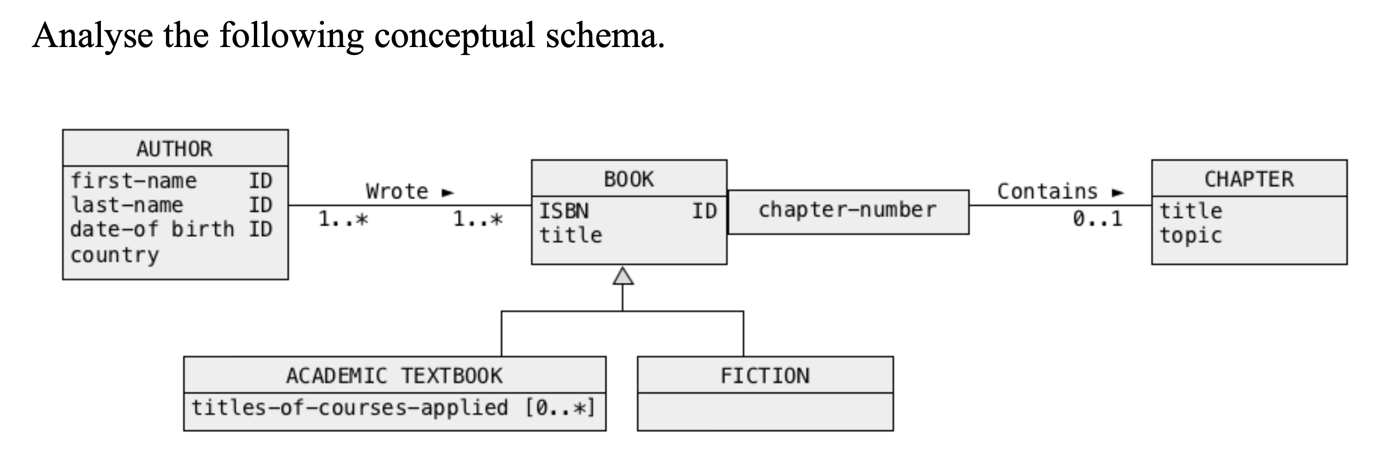 Analyse the following conceptual schema.
AUTHOR
first-name ID
last-name ID
date-of birth ID
country
Wrote ►
1..* 1..*
BOOK
ISBN ID
title
chapter-number
Contains ►
0..1
CHAPTER
title
topic
ACADEMIC TEXTBOOK
titles-of-courses-applied [0..*]
FICTION